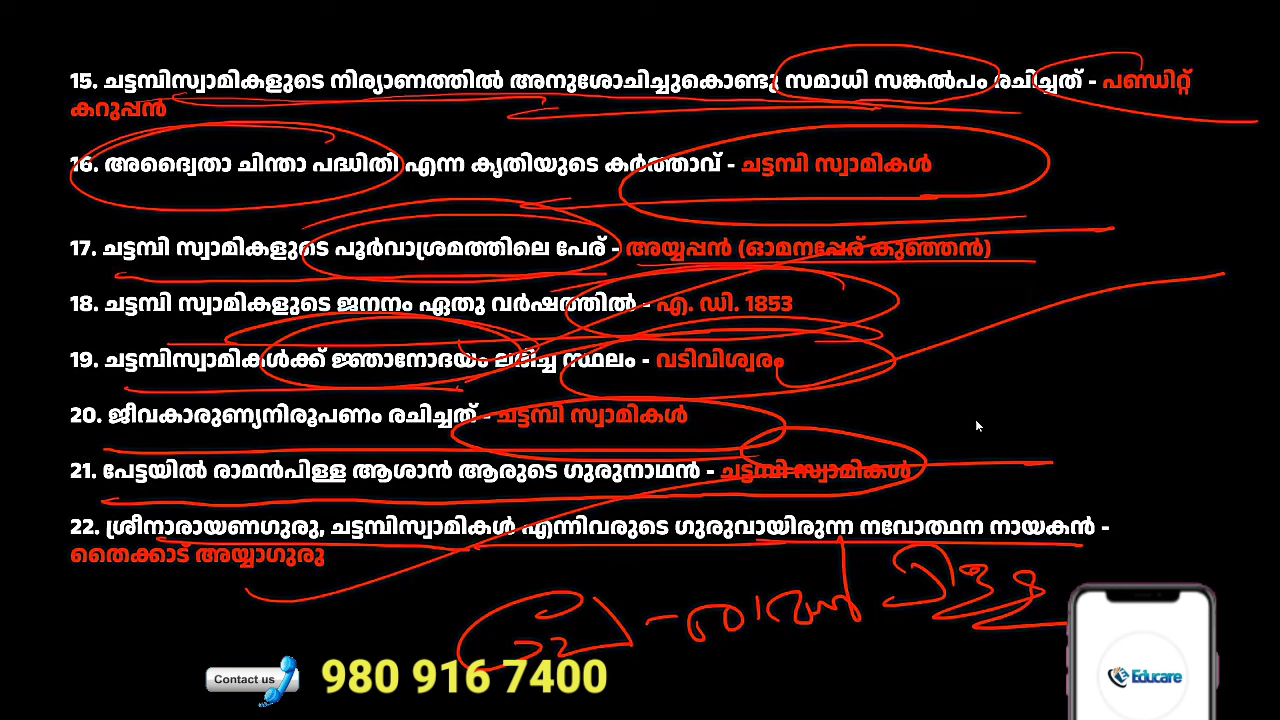 15. ചട്ടമ്പിസ്വാമികളുടെ നിര്യാണത്തിൽ അനുശോചിച്ചുകൊണ്ടു സമാധി സങ്കൽപം രചിച്ചത് - പണ്ഡിറ്റ്
കറുപ്പൻ
16. അദ്വൈതാ ചിന്താ പദ്ധിതി എന്ന കൃതിയുടെ കർത്താവ് - ചട്ടമ്പി സ്വാമികൾ
17. ചട്ടമ്പി സ്വാമികളുടെ പൂർവാശ്രമത്തിലെ പേര് - അയ്യപ്പൻ (ഓമനപ്പേര് കുഞ്ഞൻ)
18. ചട്ടമ്പി സ്വാമികളുടെ ജനനം ഏതു വർഷത്തിൽ - എ. ഡി. 1853
19. ചട്ടമ്പിസ്വാമികൾക്ക് ജ്ഞാനോദയം ലഭിച്ച സ്ഥലം - വടിവിശ്വരം
20. ജീവകാരുണ്യനിരൂപണം രചിച്ചത് - ചട്ടമ്പി സ്വാമികൾ
21. പേട്ടയിൽ രാമൻപിള്ള ആശാൻ ആരുടെ ഗുരുനാഥൻ - ചട്ടമ്പി സ്വാമികൾ
22. ശ്രീനാരായണഗുരു, ചട്ടമ്പിസ്വാമികൾ എന്നിവരുടെ ഗുരുവായിരുന്ന നവോത്ഥന നായകൻ -
തൈക്കാട് അയ്യാഗുരു
Contact us 980 916 7400
Educare